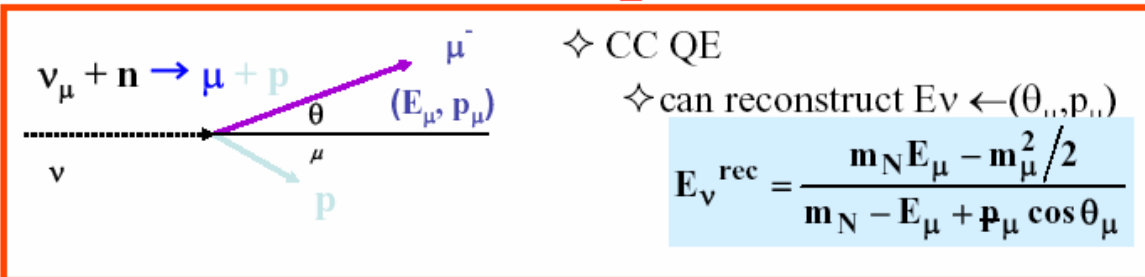 ν_μ + n → μ + p
μ⁻
(E_μ, p_μ)
θ
μ
ν
p
✧ CC QE
✧can reconstruct Eν ←(θ_μ,p_μ)
E_ν^rec = (m_N E_μ − m_μ²/2) / (m_N − E_μ + p_μ cos θ_μ)